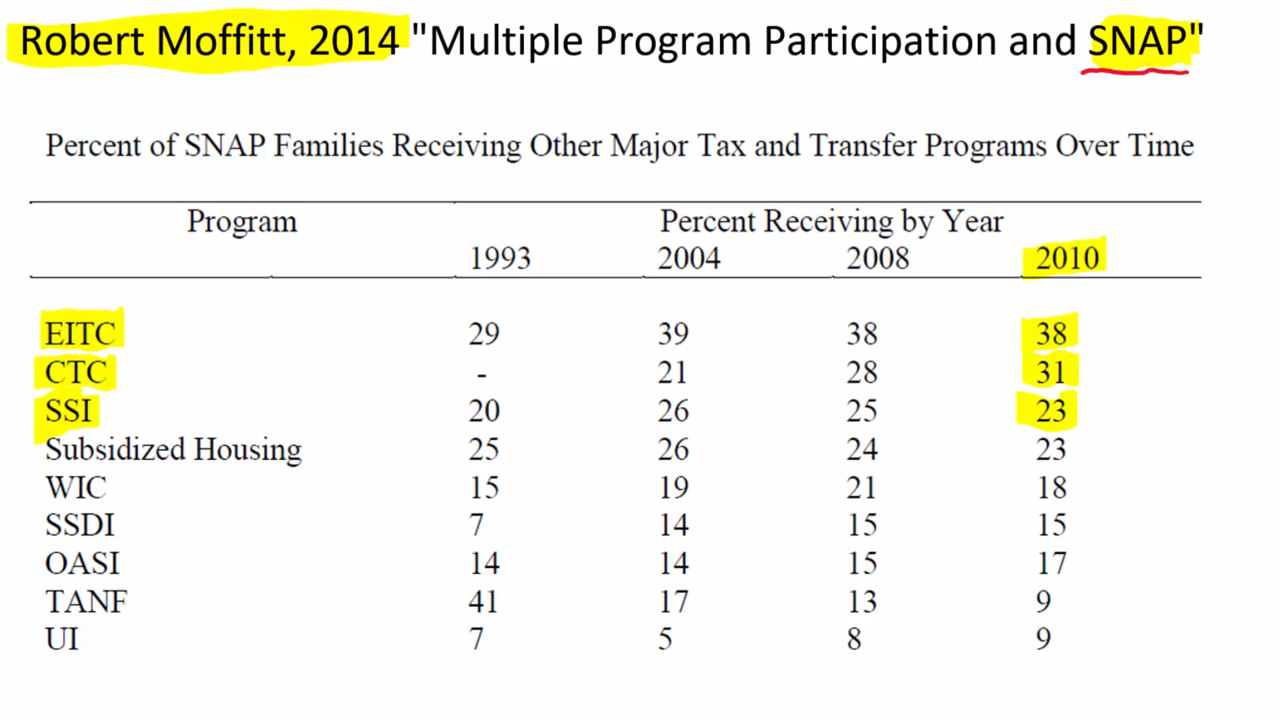 Robert Moffitt, 2014 "Multiple Program Participation and SNAP"
Percent of SNAP Families Receiving Other Major Tax and Transfer Programs Over Time
Program Percent Receiving by Year
1993 2004 2008 2010
EITC 29 39 38 38
CTC - 21 28 31
SSI 20 26 25 23
Subsidized Housing 25 26 24 23
WIC 15 19 21 18
SSDI 7 14 15 15
OASI 14 14 15 17
TANF 41 17 13 9
UI 7 5 8 9